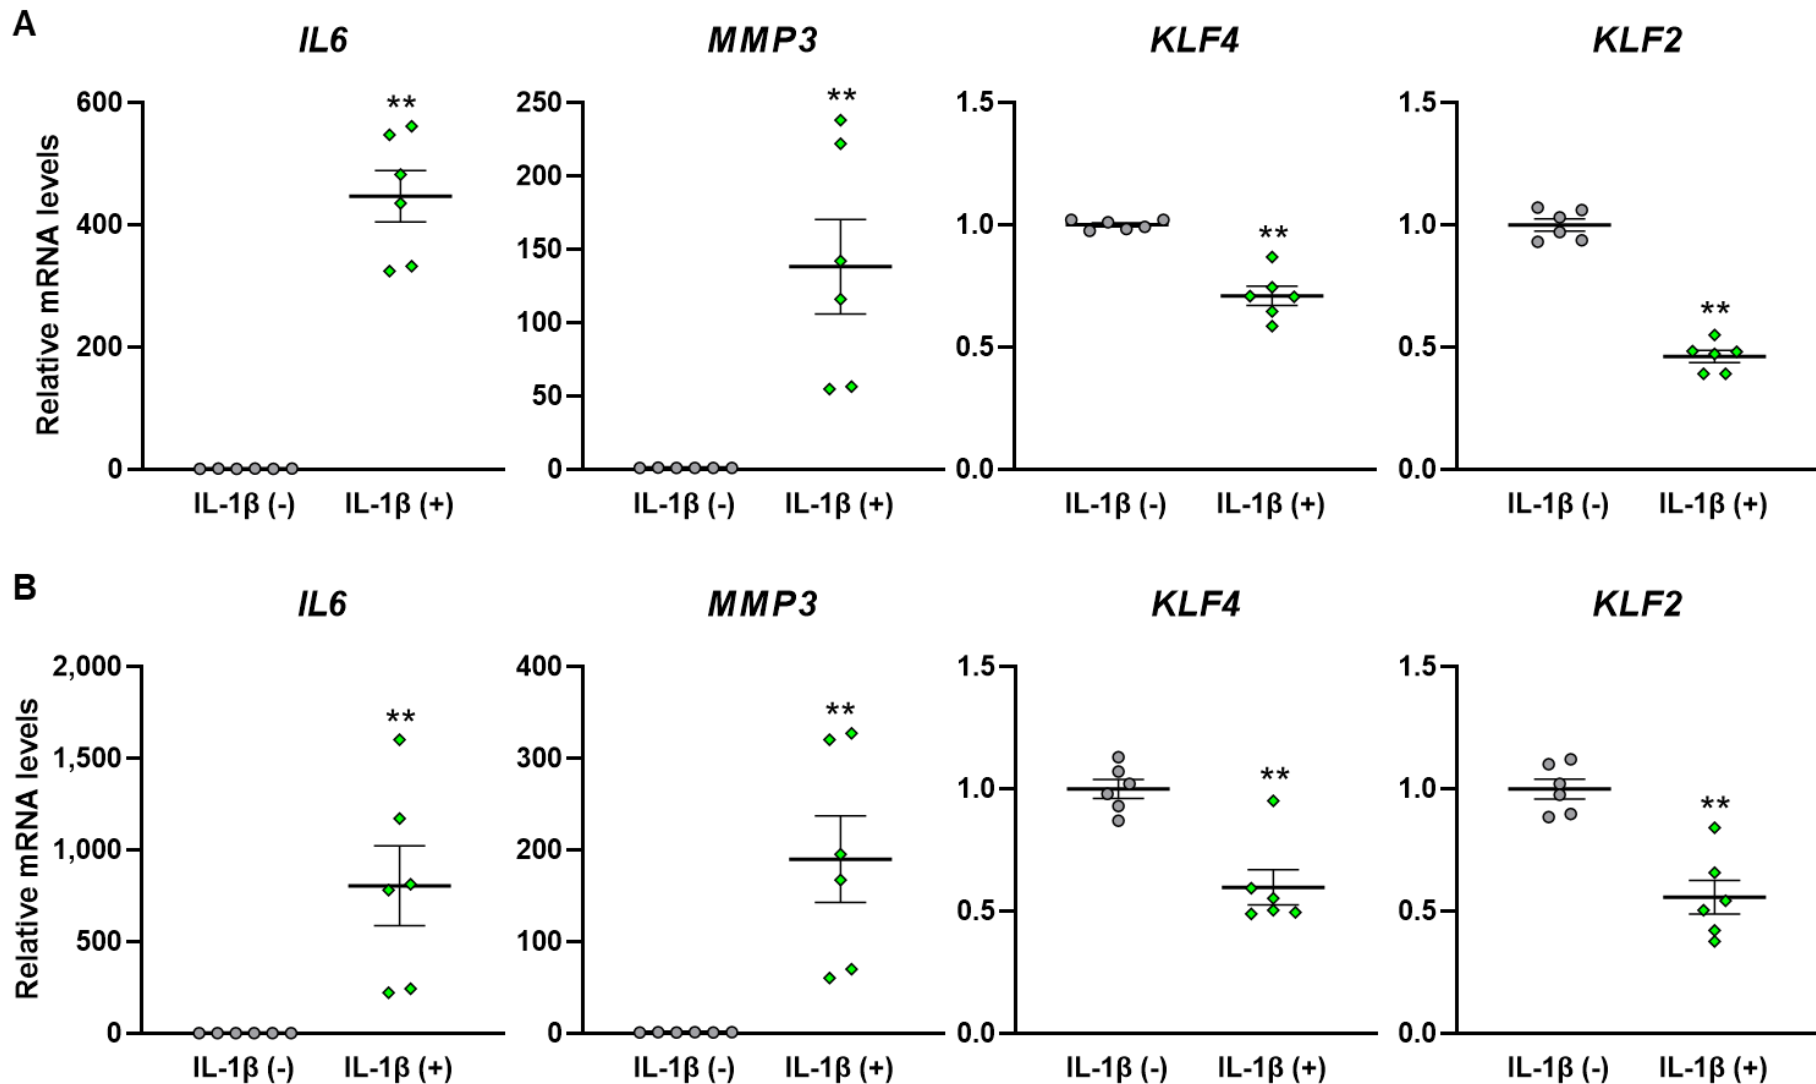 A
IL6 MMP3 KLF4 KLF2
Relative mRNA levels
600 400 200 0
**
IL-1β (-) IL-1β (+)
250 200 150 100 50 0
**
IL-1β (-) IL-1β (+)
1.5 1.0 0.5 0.0
**
IL-1β (-) IL-1β (+)
1.5 1.0 0.5 0.0
**
IL-1β (-) IL-1β (+)
B
IL6 MMP3 KLF4 KLF2
Relative mRNA levels
2,000 1,500 1,000 500 0
**
IL-1β (-) IL-1β (+)
400 300 200 100 0
**
IL-1β (-) IL-1β (+)
1.5 1.0 0.5 0.0
**
IL-1β (-) IL-1β (+)
1.5 1.0 0.5 0.0
**
IL-1β (-) IL-1β (+)